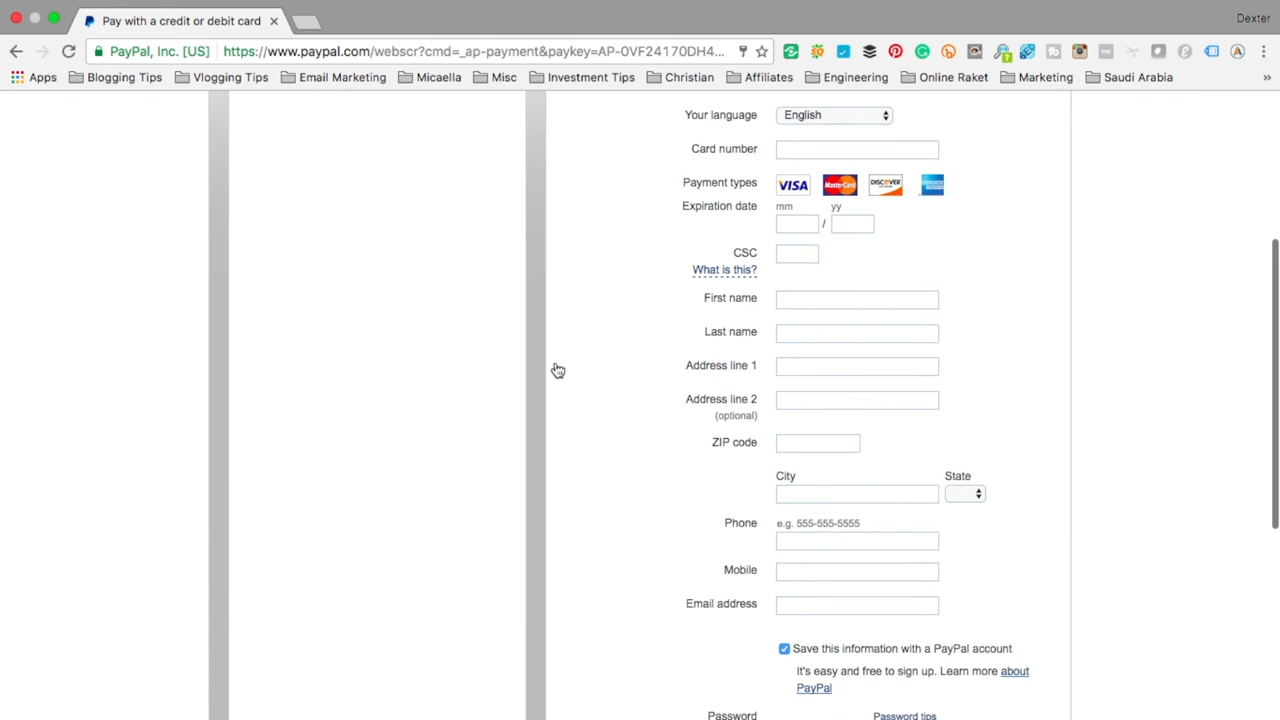 Pay with a credit or debit card
Dexter
PayPal, Inc. [US] https://www.paypal.com/webscr?cmd=_ap-payment&paykey=AP-0VF24170DH4...
Apps Blogging Tips Vlogging Tips Email Marketing Micaella Misc Investment Tips Christian Affiliates Engineering Online Raket Marketing Saudi Arabia »
Your language English
Card number
Payment types VISA MasterCard DISCOVER
Expiration date mm yy
/
CSC
What is this?
First name
Last name
Address line 1
Address line 2
(optional)
ZIP code
City State
Phone e.g. 555-555-5555
Mobile
Email address
Save this information with a PayPal account
It's easy and free to sign up. Learn more about
PayPal
Password Password tips